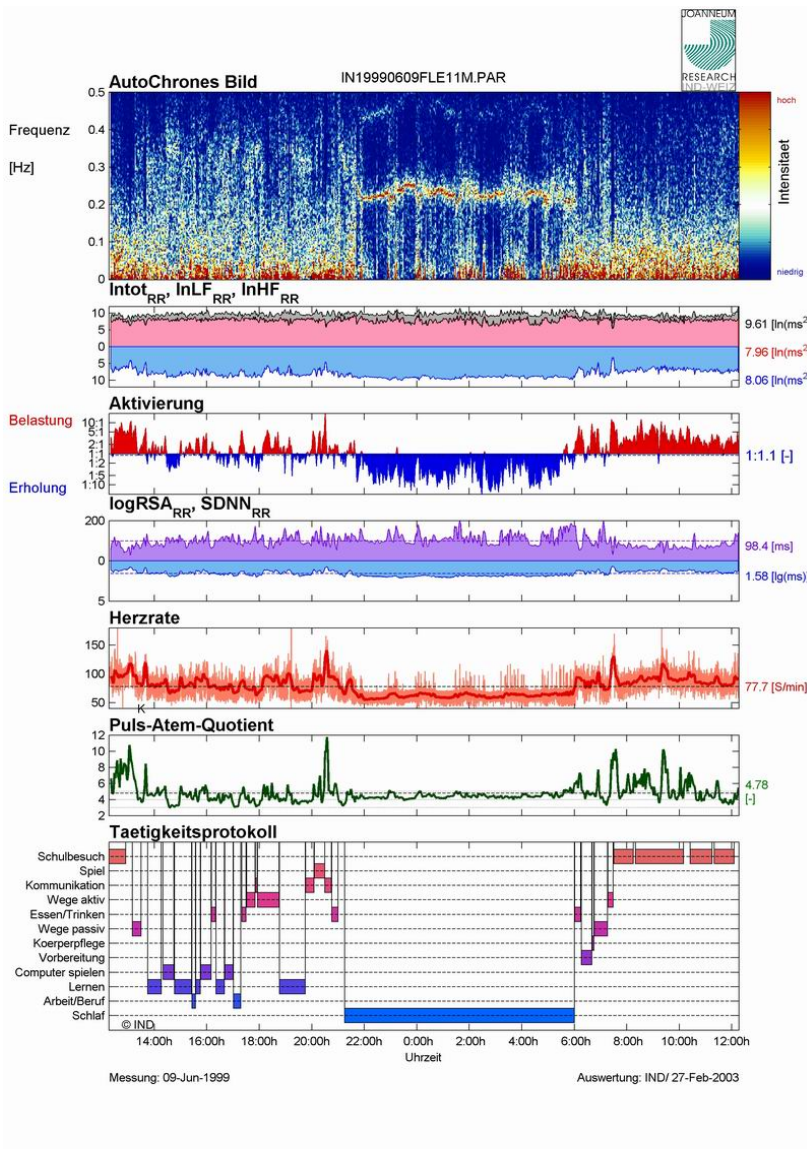 JOANNEUM
RESEARCH
IND-WEIZ
AutoChrones Bild
IN19990609FLE11M.PAR
Frequenz
[Hz]
0.5
0.4
0.3
0.2
0.1
0
hoch
Intensitaet
niedrig
lntotRR, lnLFRR, lnHFRR
10
5
0
5
10
9.61 [ln(ms2
7.96 [ln(ms2
8.06 [ln(ms2
Aktivierung
Belastung
10:1
5:1
2:1
1:1
1:2
1:5
1:10
Erholung
1:1.1 [-]
logRSARR, SDNNRR
200
0
5
98.4 [ms]
1.58 [lg(ms)]
Herzrate
150
100
50
K
77.7 [S/min]
Puls-Atem-Quotient
12
10
8
6
4
2
4.78
[-]
Taetigkeitsprotokoll
Schulbesuch
Spiel
Kommunikation
Wege aktiv
Essen/Trinken
Wege passiv
Koerperpflege
Vorbereitung
Computer spielen
Lernen
Arbeit/Beruf
Schlaf
© IND
14:00h 16:00h 18:00h 20:00h 22:00h 0:00h 2:00h 4:00h 6:00h 8:00h 10:00h 12:00h
Uhrzeit
Messung: 09-Jun-1999
Auswertung: IND/ 27-Feb-2003